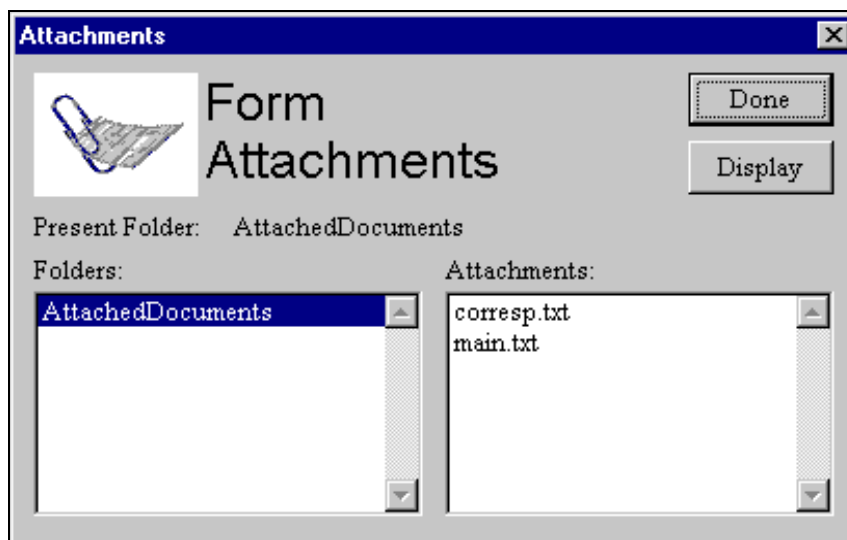 Attachments
Form
Attachments
Done
Display
Present Folder: AttachedDocuments
Folders:
Attachments:
AttachedDocuments
corresp.txt
main.txt